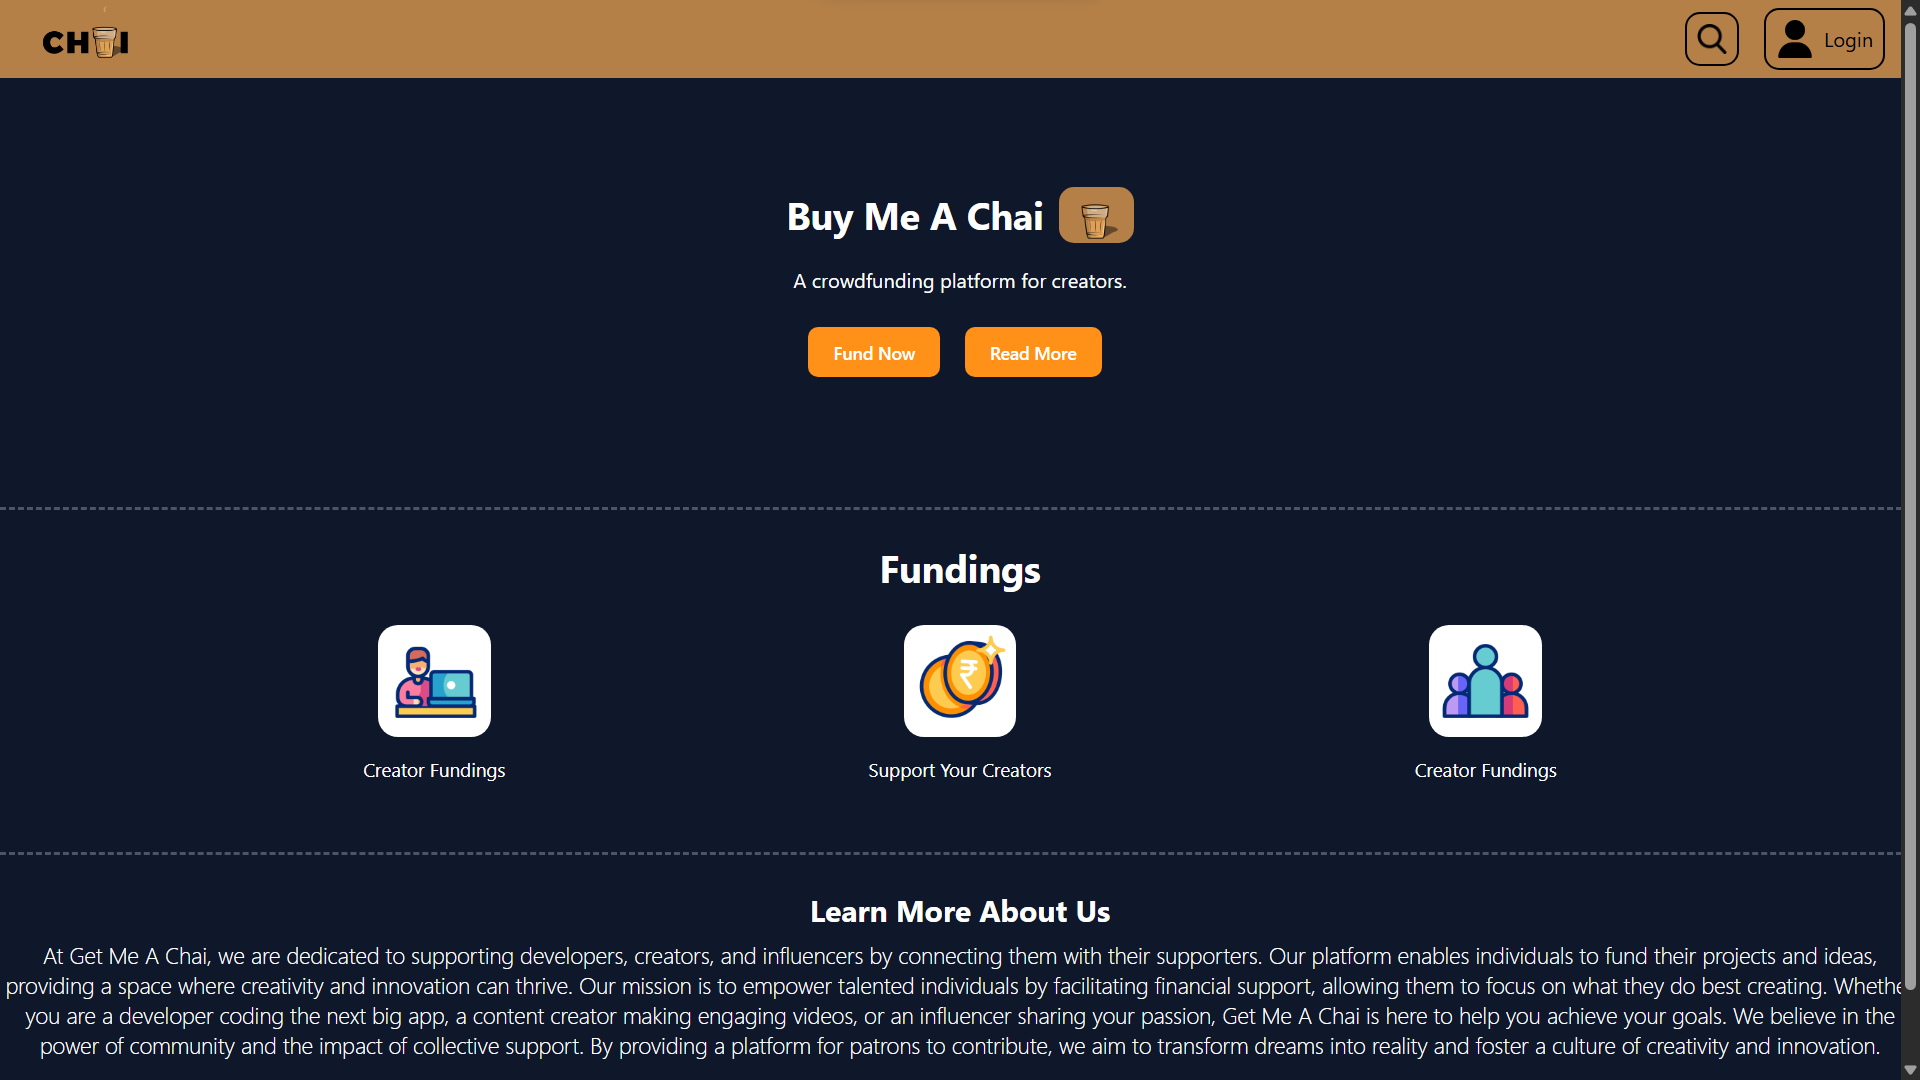 CHAI
Login
Buy Me A Chai
A crowdfunding platform for creators.
Fund Now
Read More
Fundings
₹
Creator Fundings
Support Your Creators
Creator Fundings
Learn More About Us
At Get Me A Chai, we are dedicated to supporting developers, creators, and influencers by connecting them with their supporters. Our platform enables individuals to fund their projects and ideas,
providing a space where creativity and innovation can thrive. Our mission is to empower talented individuals by facilitating financial support, allowing them to focus on what they do best creating. Whethe
you are a developer coding the next big app, a content creator making engaging videos, or an influencer sharing your passion, Get Me A Chai is here to help you achieve your goals. We believe in the
power of community and the impact of collective support. By providing a platform for patrons to contribute, we aim to transform dreams into reality and foster a culture of creativity and innovation.